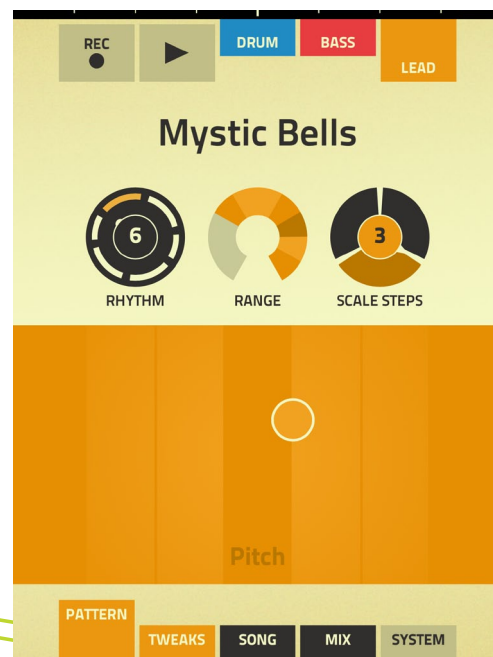 REC
DRUM
BASS
LEAD
Mystic Bells
6
3
RHYTHM
RANGE
SCALE STEPS
Pitch
PATTERN
TWEAKS
SONG
MIX
SYSTEM